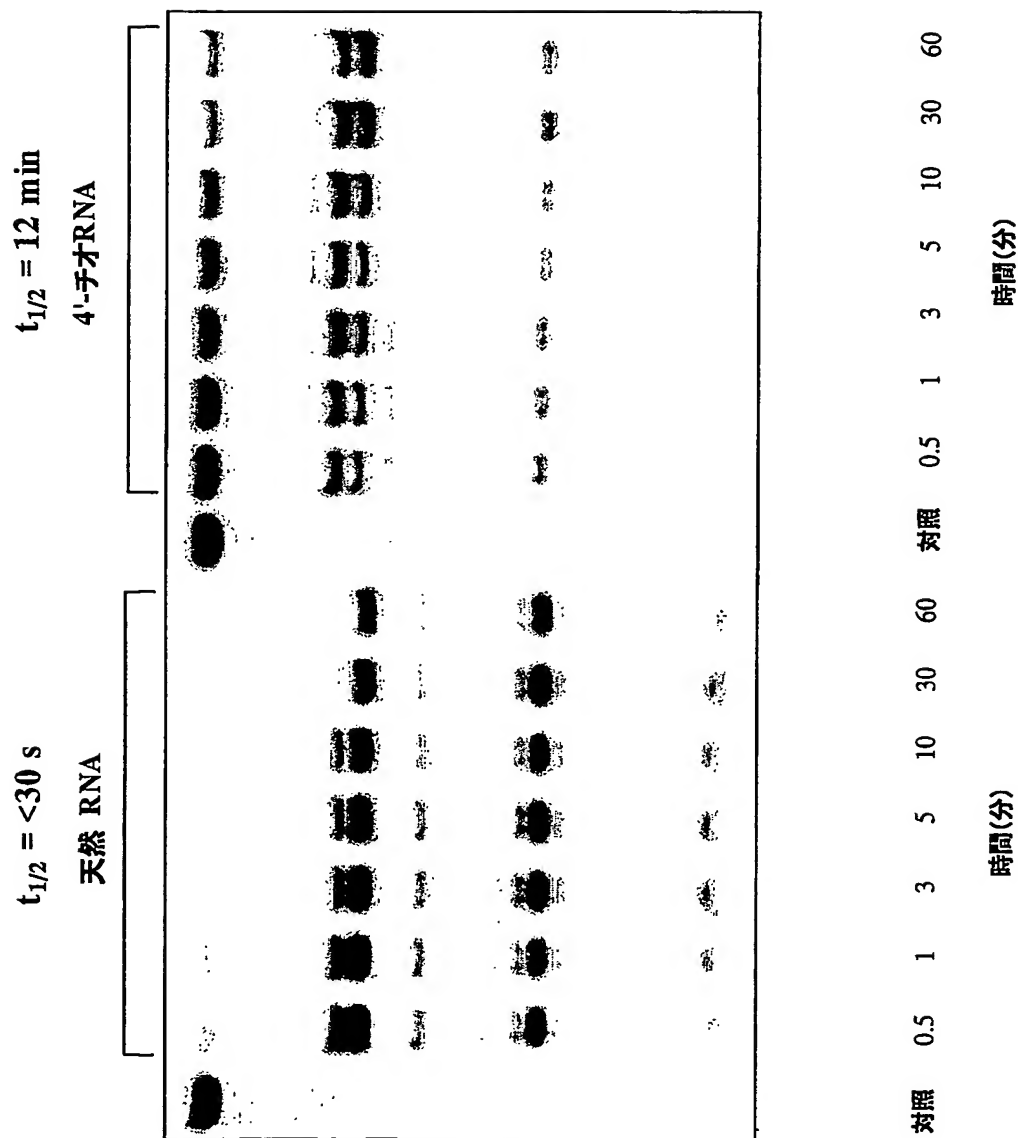 t1/2 = <30 s
t1/2 = 12 min
天然 RNA
4'-チオRNA
対照 0.5 1 3 5 10 30 60 対照 0.5 1 3 5 10 30 60
時間(分)
時間(分)